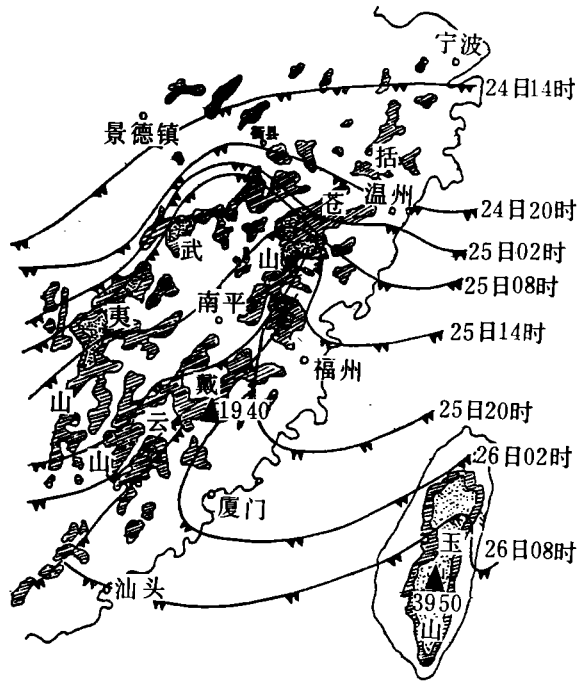 宁波
24日14时
景德镇
衢县
括
苍
温州
24日20时
武
山
25日02时
25日08时
夷
南平
25日14时
福州
山
戴
云
1940
25日20时
山
26日02时
厦门
玉
26日08时
汕头
3950
山